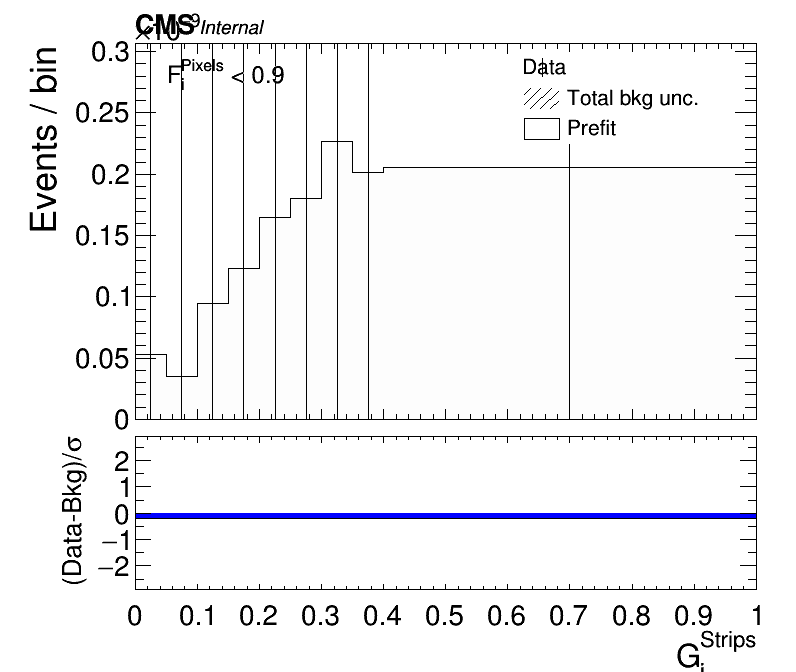 CMS Internal
×10⁻⁹
F_i^Pixels < 0.9
Data
Total bkg unc.
Prefit
Events / bin
0.3
0.25
0.2
0.15
0.1
0.05
0
(Data-Bkg)/σ
2
1
0
−1
−2
0 0.1 0.2 0.3 0.4 0.5 0.6 0.7 0.8 0.9 1
G_i^Strips